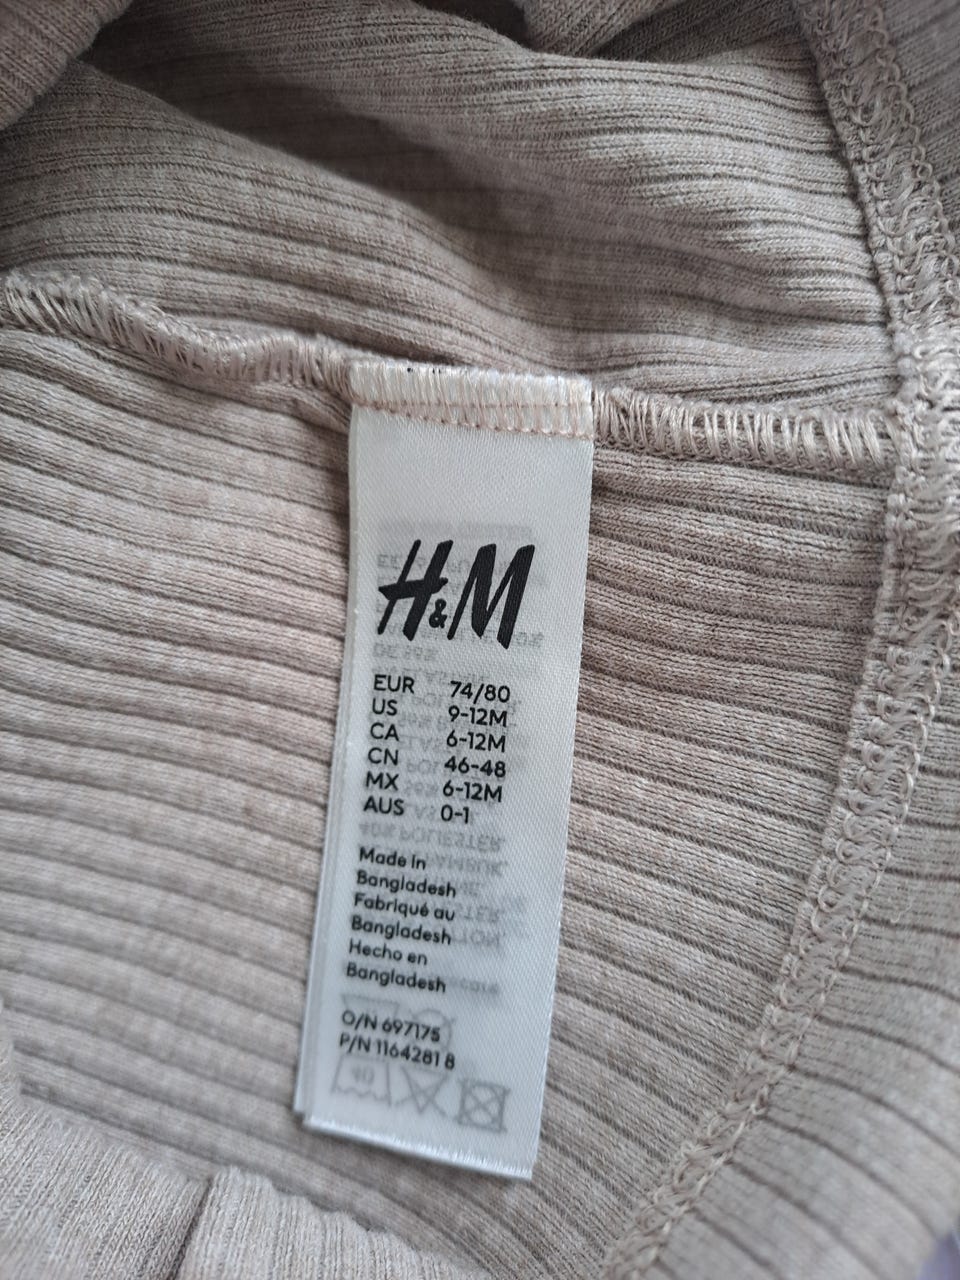 H&M
EUR 74/80
US 9-12M
CA 6-12M
CN 46-48
MX 6-12M
AUS 0-1
Made in
Bangladesh
Fabriqué au
Bangladesh
Hecho en
Bangladesh
O/N 697175
P/N 1164281 8